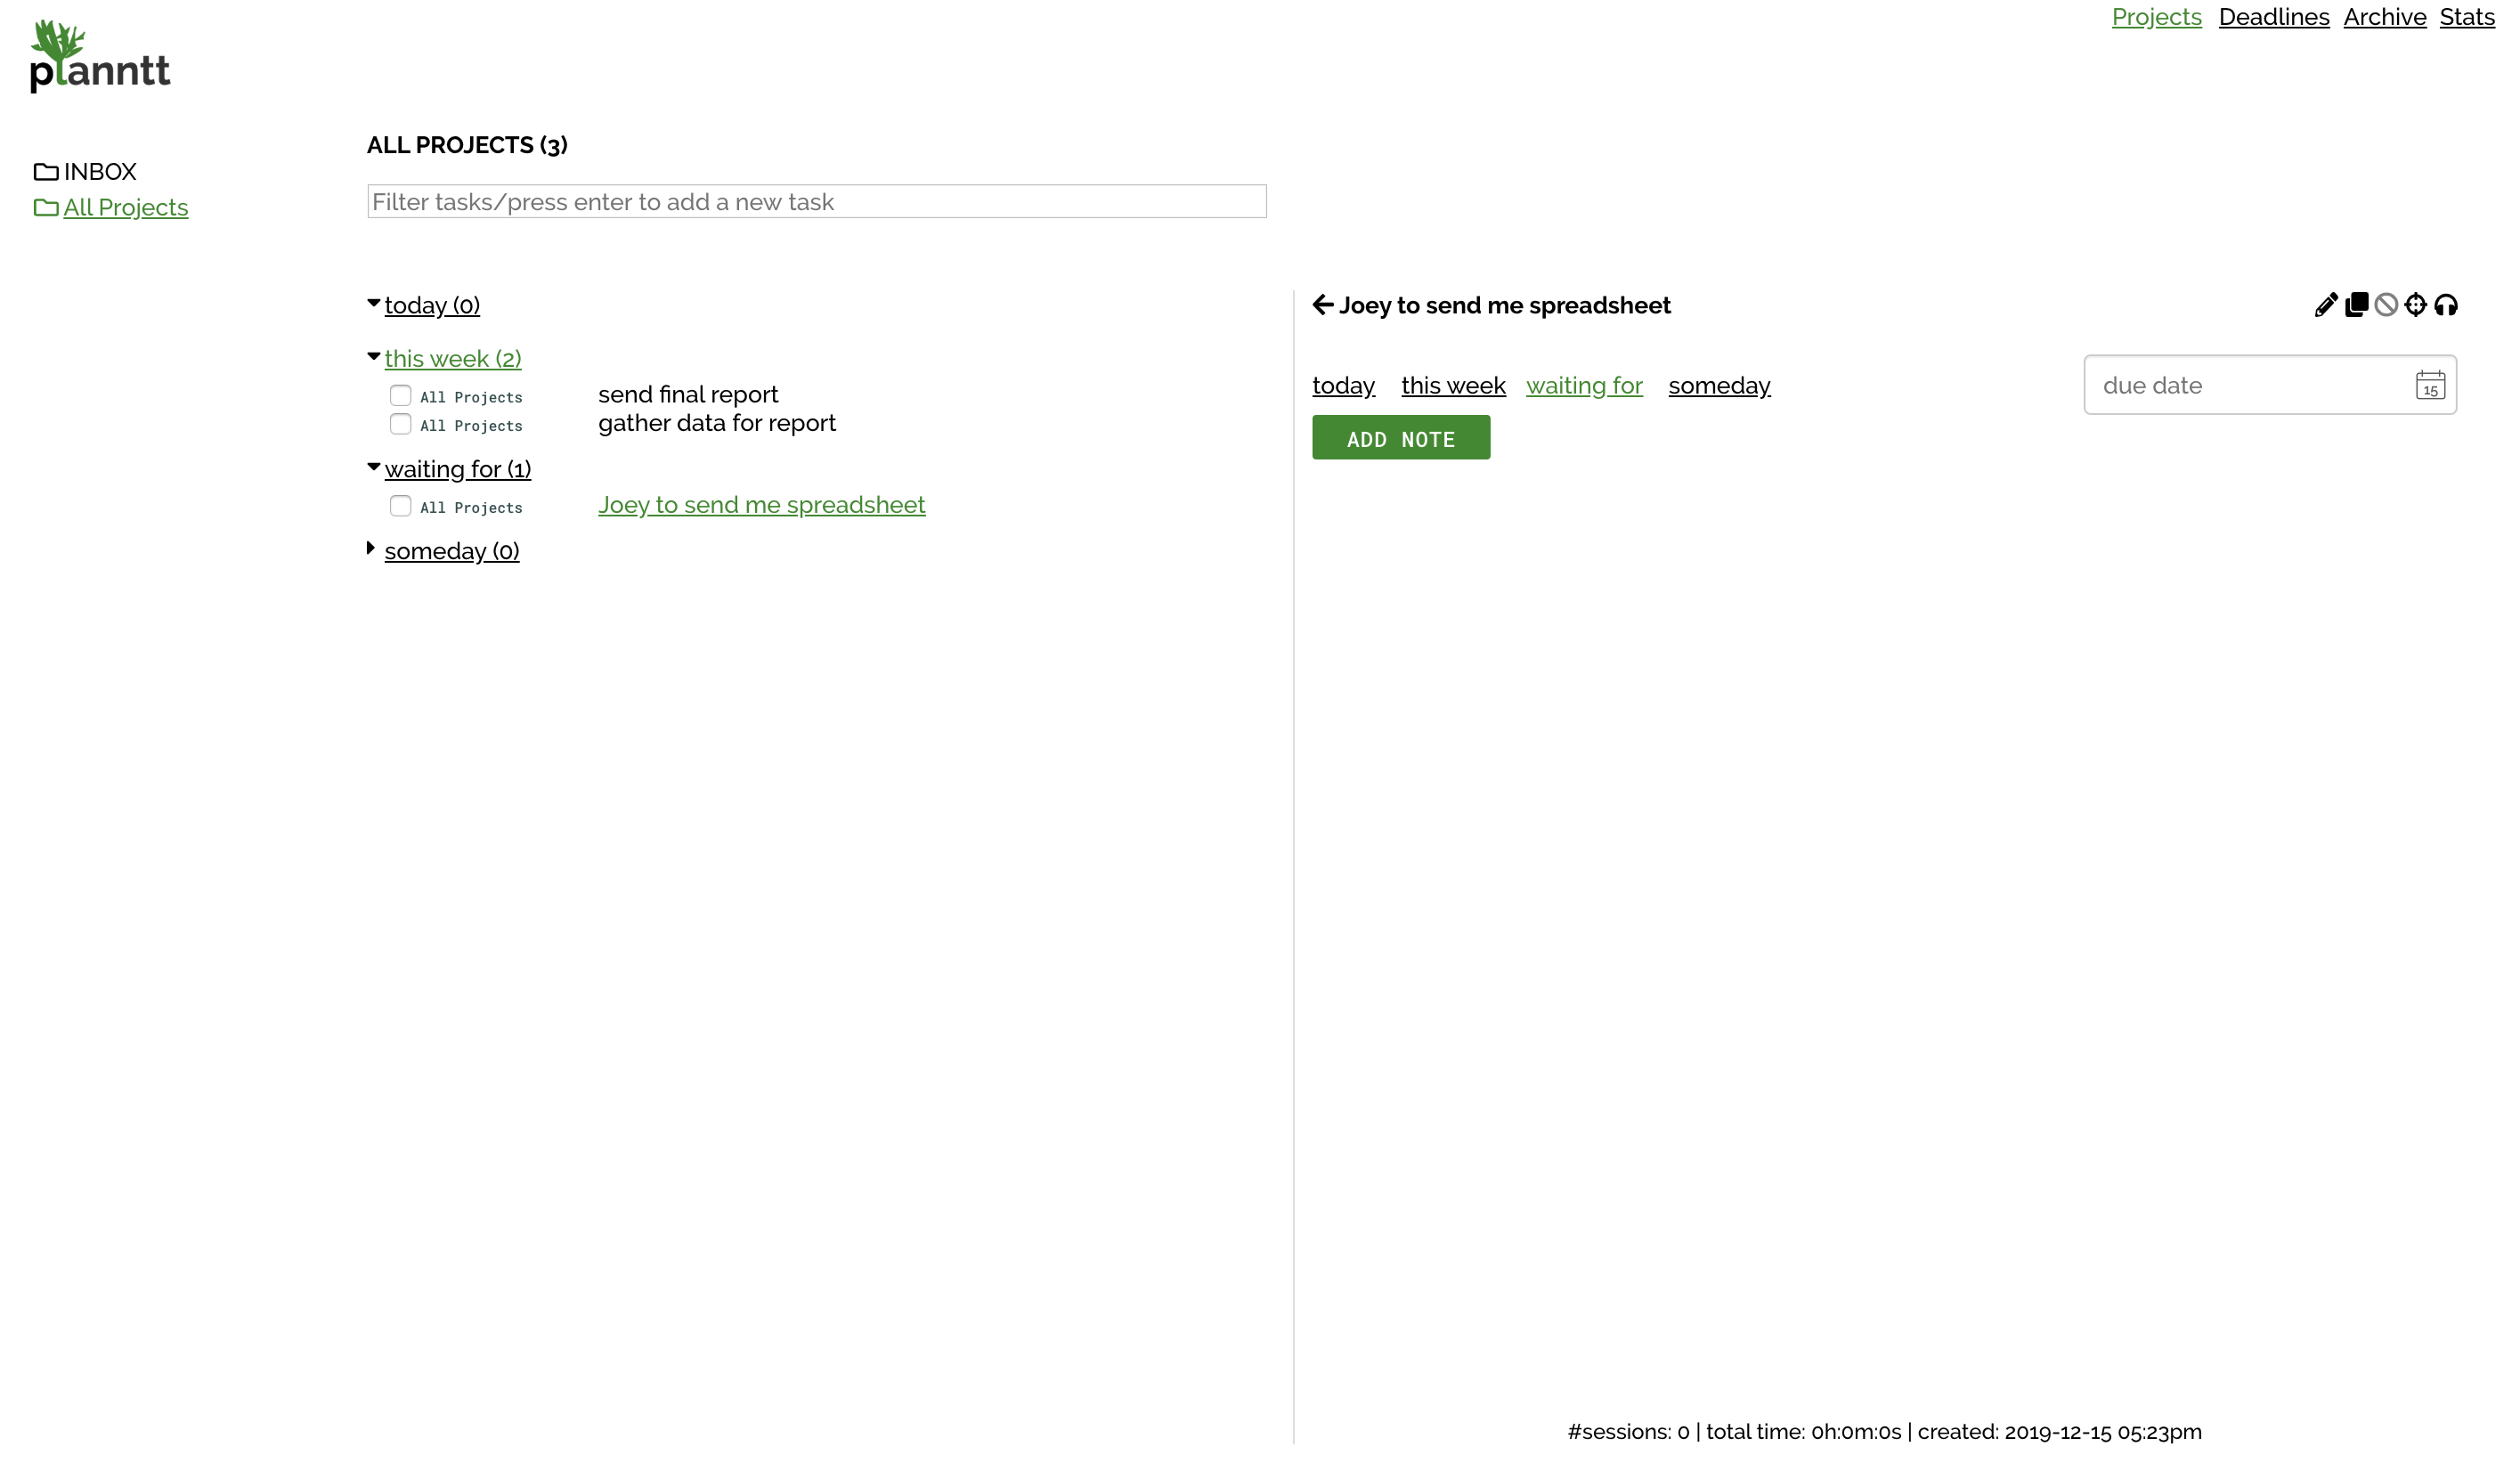 planntt
Projects Deadlines Archive Stats
INBOX
All Projects
ALL PROJECTS (3)
Filter tasks/press enter to add a new task
today (0)
this week (2)
All Projects send final report
All Projects gather data for report
waiting for (1)
All Projects Joey to send me spreadsheet
someday (0)
Joey to send me spreadsheet
today this week waiting for someday
due date 15
ADD NOTE
#sessions: 0 | total time: 0h:0m:0s | created: 2019-12-15 05:23pm